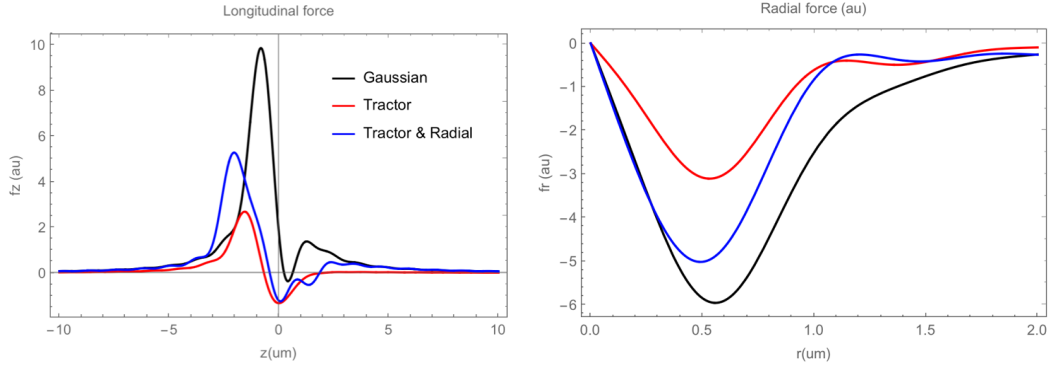 Longitudinal force
10
8
6
4
2
0
fz (au)
Gaussian
Tractor
Tractor & Radial
-10
-5
0
5
10
z(um)
Radial force (au)
0
-1
-2
-3
-4
-5
-6
fr (au)
0.0
0.5
1.0
1.5
2.0
r(um)